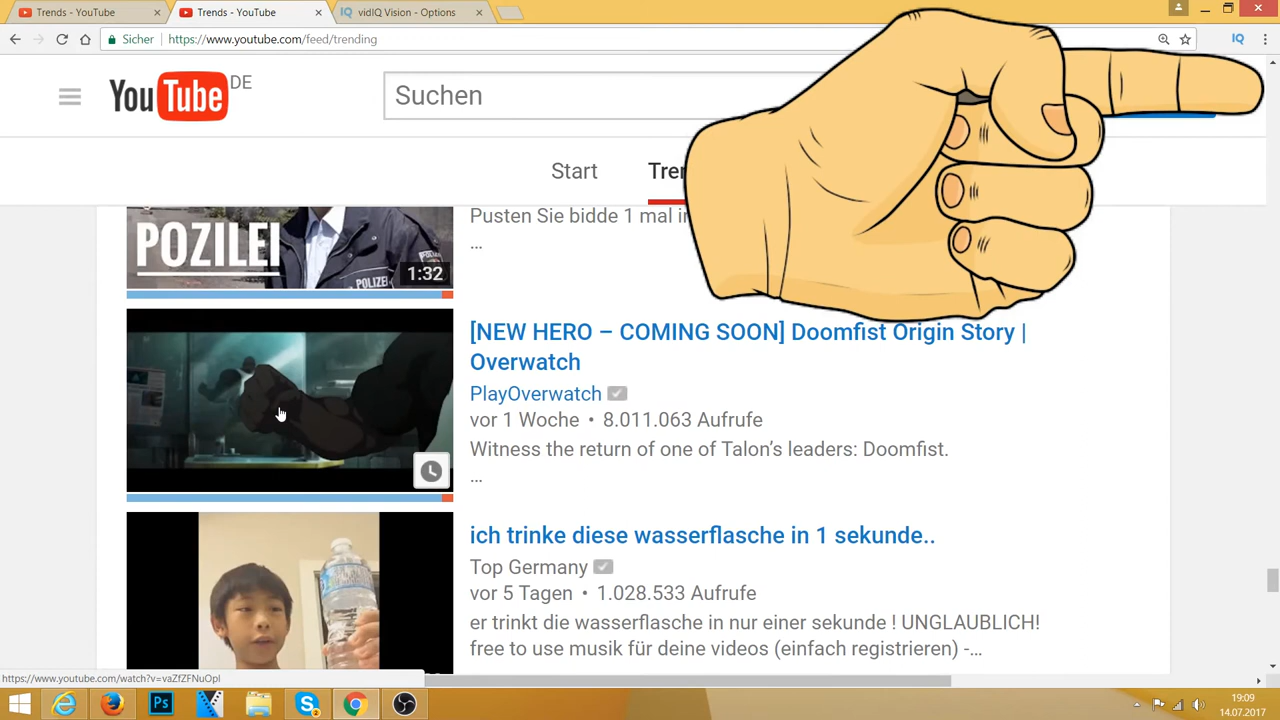 Trends - YouTube
Trends - YouTube
vidIQ Vision - Options
Sicher
https://www.youtube.com/feed/trending
IQ
YouTube DE
Suchen
Start
POZILEI
POLIZEI
1:32
...
[NEW HERO – COMING SOON] Doomfist Origin Story |
Overwatch
PlayOverwatch
vor 1 Woche • 8.011.063 Aufrufe
Witness the return of one of Talon’s leaders: Doomfist.
...
ich trinke diese wasserflasche in 1 sekunde..
Top Germany
vor 5 Tagen • 1.028.533 Aufrufe
er trinkt die wasserflasche in nur einer sekunde ! UNGLAUBLICH!
free to use musik für deine videos (einfach registrieren) -...
Pusten Sie bidde 1 mal
https://www.youtube.com/watch?v=vaZfZFNuOpI
Ps
19:09
14.07.2017